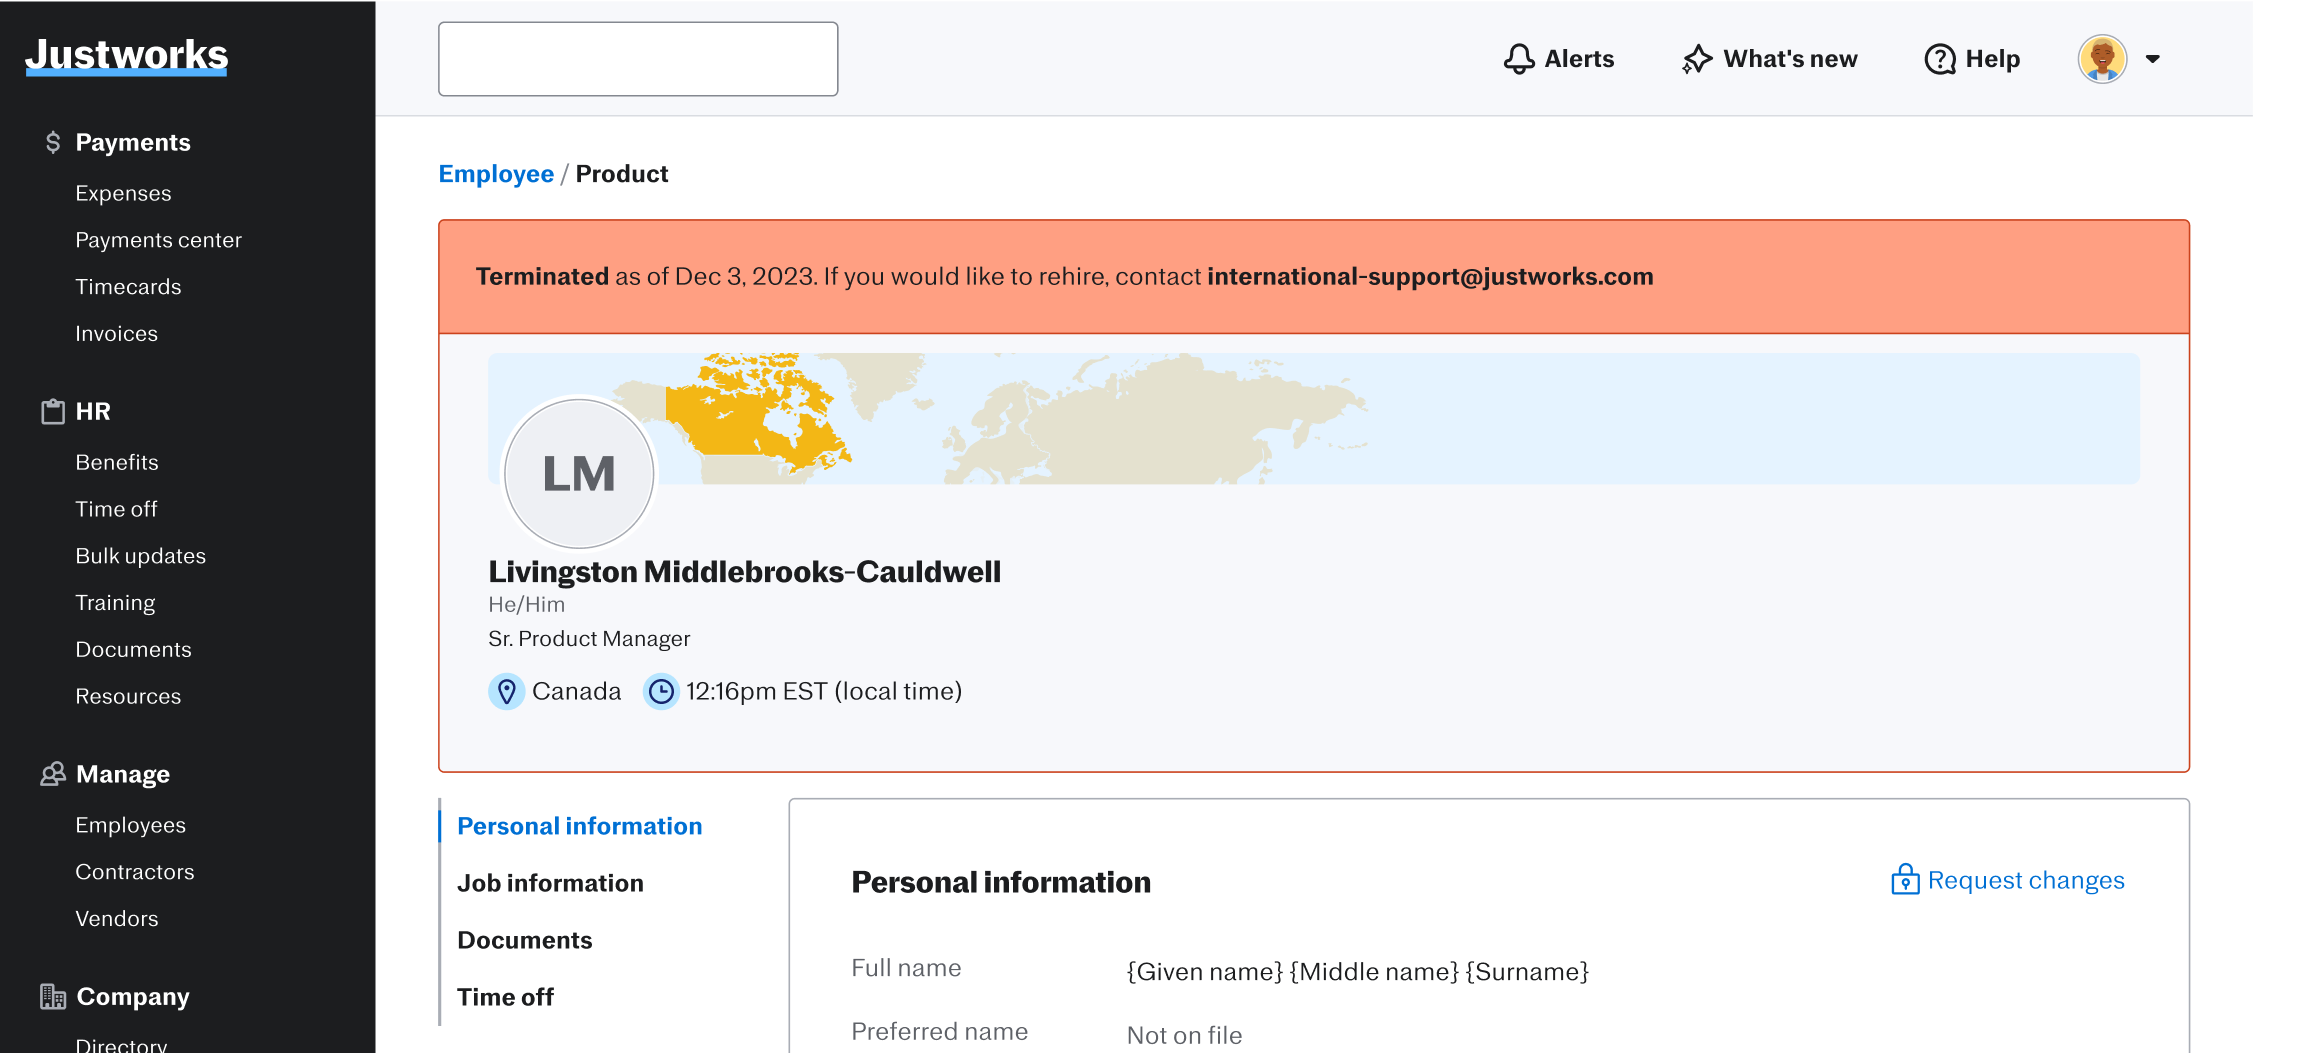 Justworks
Payments
Expenses
Payments center
Timecards
Invoices
HR
Benefits
Time off
Bulk updates
Training
Documents
Resources
Manage
Employees
Contractors
Vendors
Company
Directory
Alerts
What's new
Help
Employee / Product
Terminated as of Dec 3, 2023. If you would like to rehire, contact international-support@justworks.com
LM
Livingston Middlebrooks-Cauldwell
He/Him
Sr. Product Manager
Canada
12:16pm EST (local time)
Personal information
Job information
Documents
Time off
Personal information
Request changes
Full name
{Given name} {Middle name} {Surname}
Preferred name
Not on file